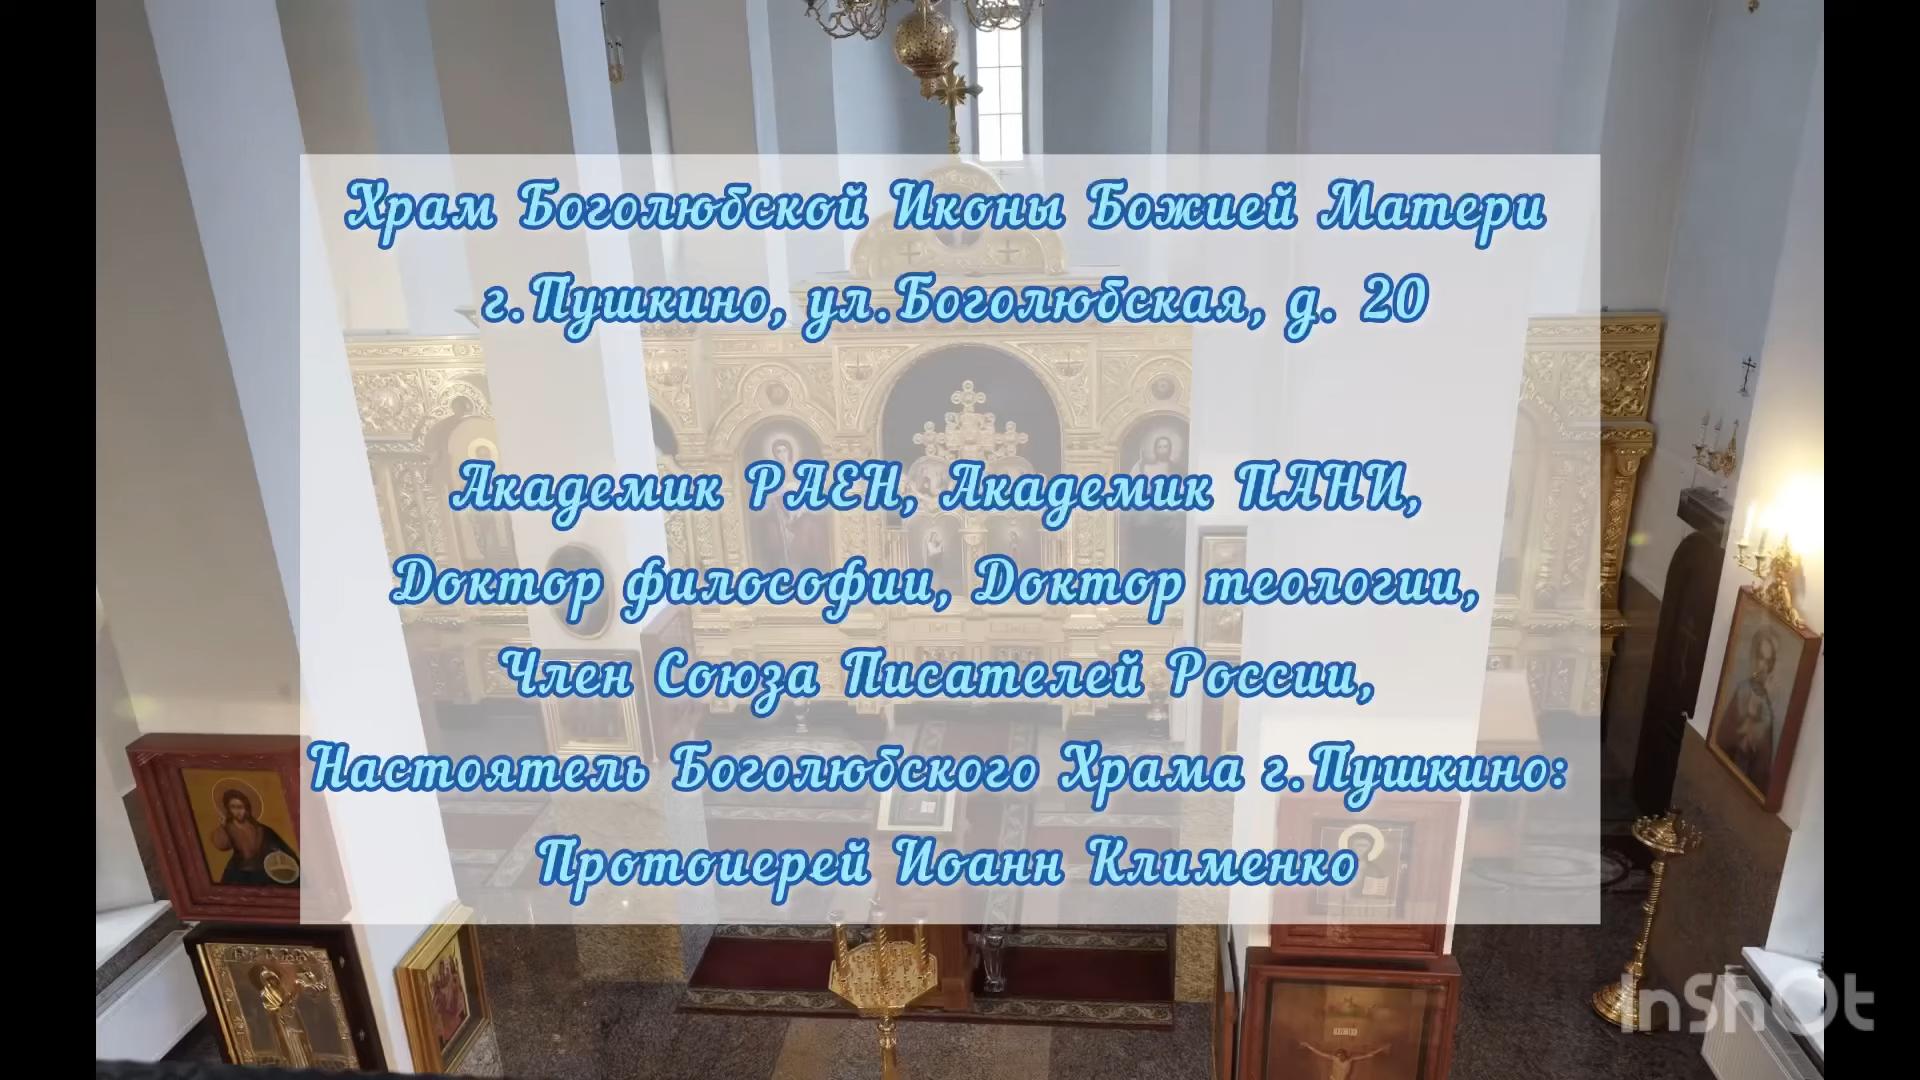 Храм Боголюбской Иконы Божией Матери
г.Пушкино, ул.Боголюбская, д. 20
Академик РАЕН, Академик ПАНИ,
Доктор философии, Доктор теологии,
Член Союза Писателей России,
Настоятель Боголюбского Храма г.Пушкино:
Протоиерей Иоанн Клименко
InShOt